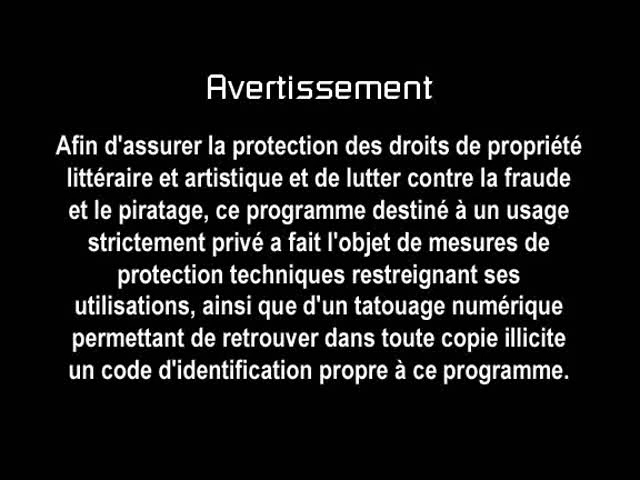 Avertissement
Afin d'assurer la protection des droits de propriété
littéraire et artistique et de lutter contre la fraude
et le piratage, ce programme destiné à un usage
strictement privé a fait l'objet de mesures de
protection techniques restreignant ses
utilisations, ainsi que d'un tatouage numérique
permettant de retrouver dans toute copie illicite
un code d'identification propre à ce programme.